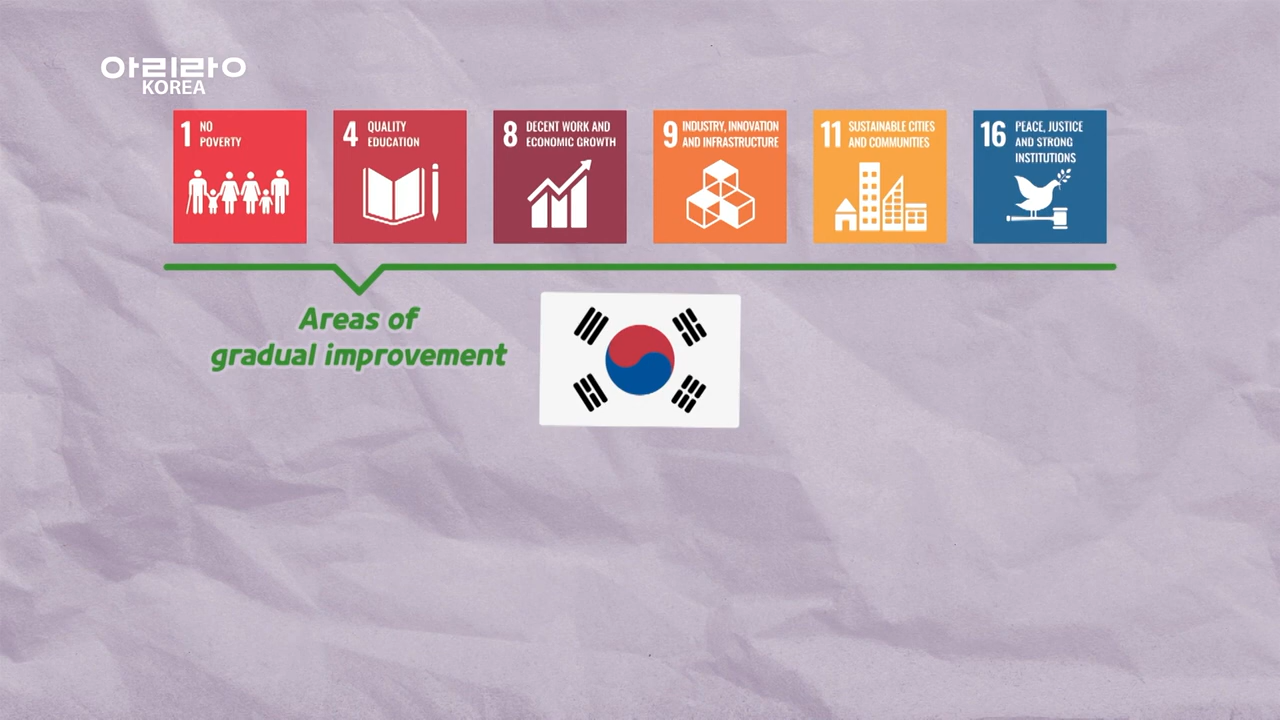 아리랑
KOREA
1 NO
POVERTY
4 QUALITY
EDUCATION
8 DECENT WORK AND
ECONOMIC GROWTH
9 INDUSTRY, INNOVATION
AND INFRASTRUCTURE
11 SUSTAINABLE CITIES
AND COMMUNITIES
16 PEACE, JUSTICE
AND STRONG
INSTITUTIONS
Areas of
gradual improvement